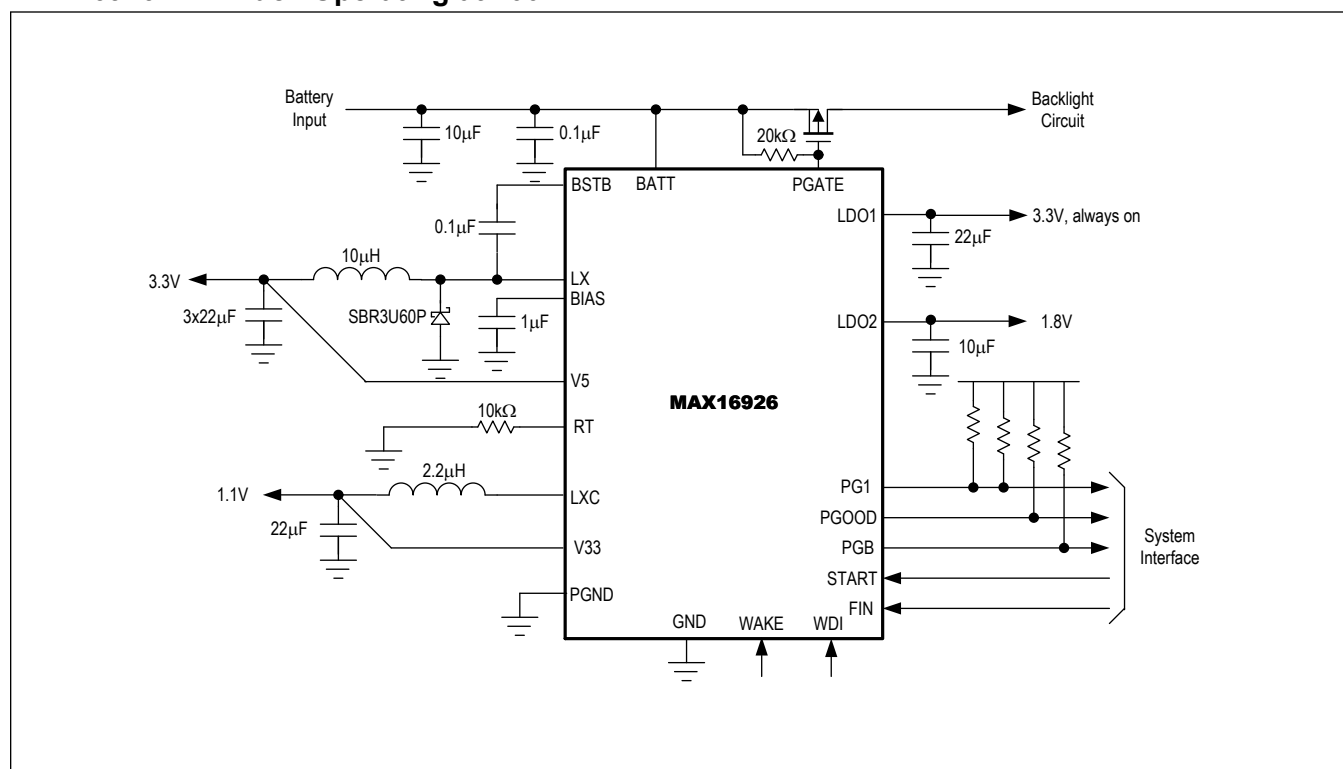 Battery Input
Backlight Circuit
10µF
0.1µF
20kΩ
BSTB
BATT
PGATE
LDO1
3.3V, always on
0.1µF
22µF
10µH
3.3V
LX
BIAS
3x22µF
SBR3U60P
1µF
LDO2
1.8V
10µF
V5
MAX16926
10kΩ
RT
2.2µH
1.1V
LXC
PG1
22µF
PGOOD
V33
PGB
System Interface
START
PGND
FIN
GND
WAKE
WDI